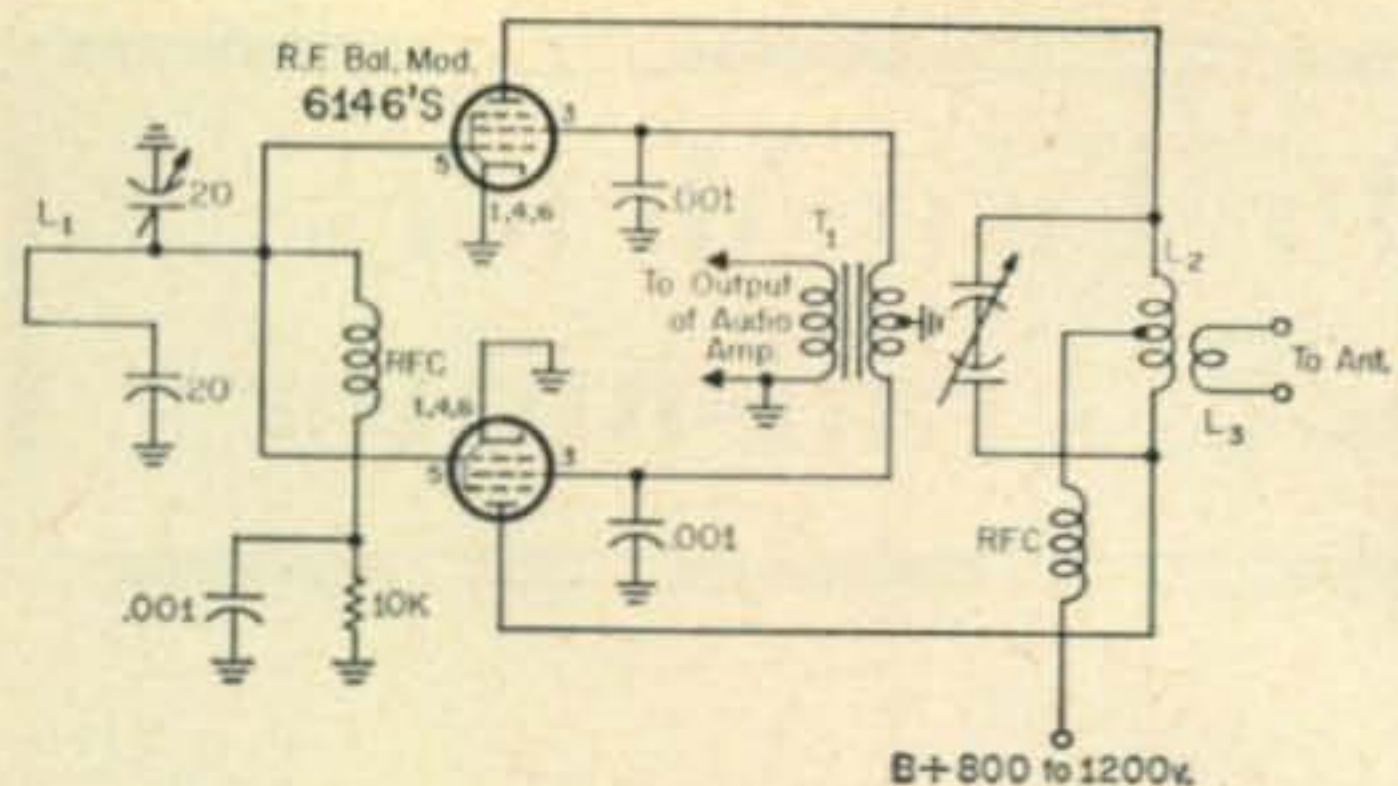 R.F. Bal. Mod.
6146'S
3
5
1,4,6
20
L1
.001
T1
To Output
of Audio
Amp.
L2
To Ant.
L3
20
RFC
1,4,6
5
3
.001
RFC
.001
10K
B+800 to 1200v.